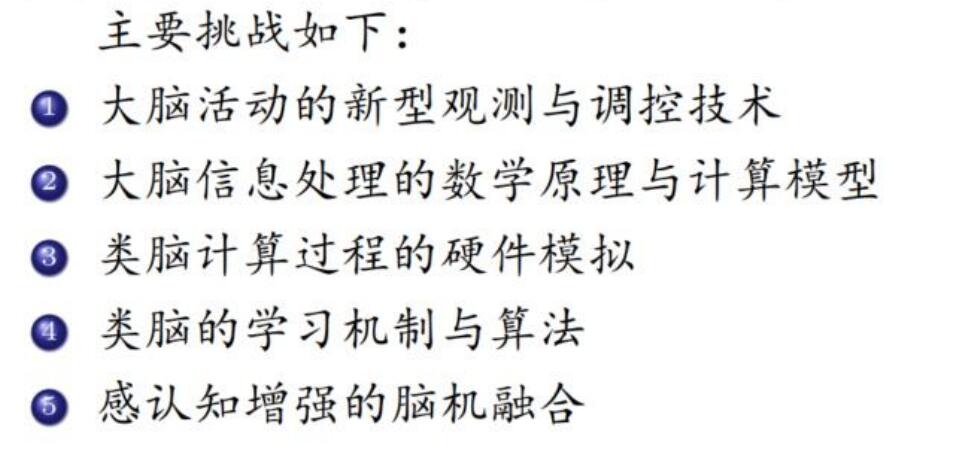 主要挑战如下：
1 大脑活动的新型观测与调控技术
2 大脑信息处理的数学原理与计算模型
3 类脑计算过程的硬件模拟
4 类脑的学习机制与算法
5 感认知增强的脑机融合